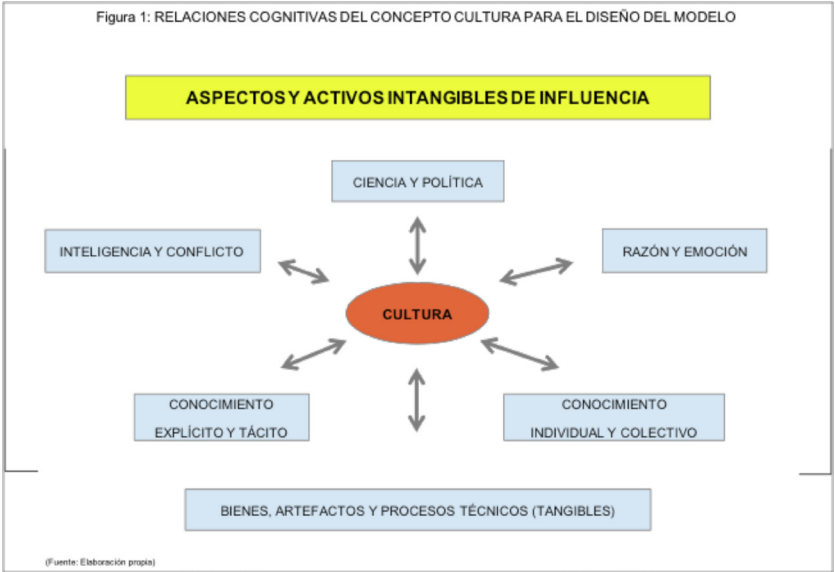 Figura 1: RELACIONES COGNITIVAS DEL CONCEPTO CULTURA PARA EL DISEÑO DEL MODELO
ASPECTOS Y ACTIVOS INTANGIBLES DE INFLUENCIA
CIENCIA Y POLÍTICA
INTELIGENCIA Y CONFLICTO
RAZÓN Y EMOCIÓN
CULTURA
CONOCIMIENTO
EXPLÍCITO Y TÁCITO
CONOCIMIENTO
INDIVIDUAL Y COLECTIVO
BIENES, ARTEFACTOS Y PROCESOS TÉCNICOS (TANGIBLES)
(Fuente: Elaboración propia)